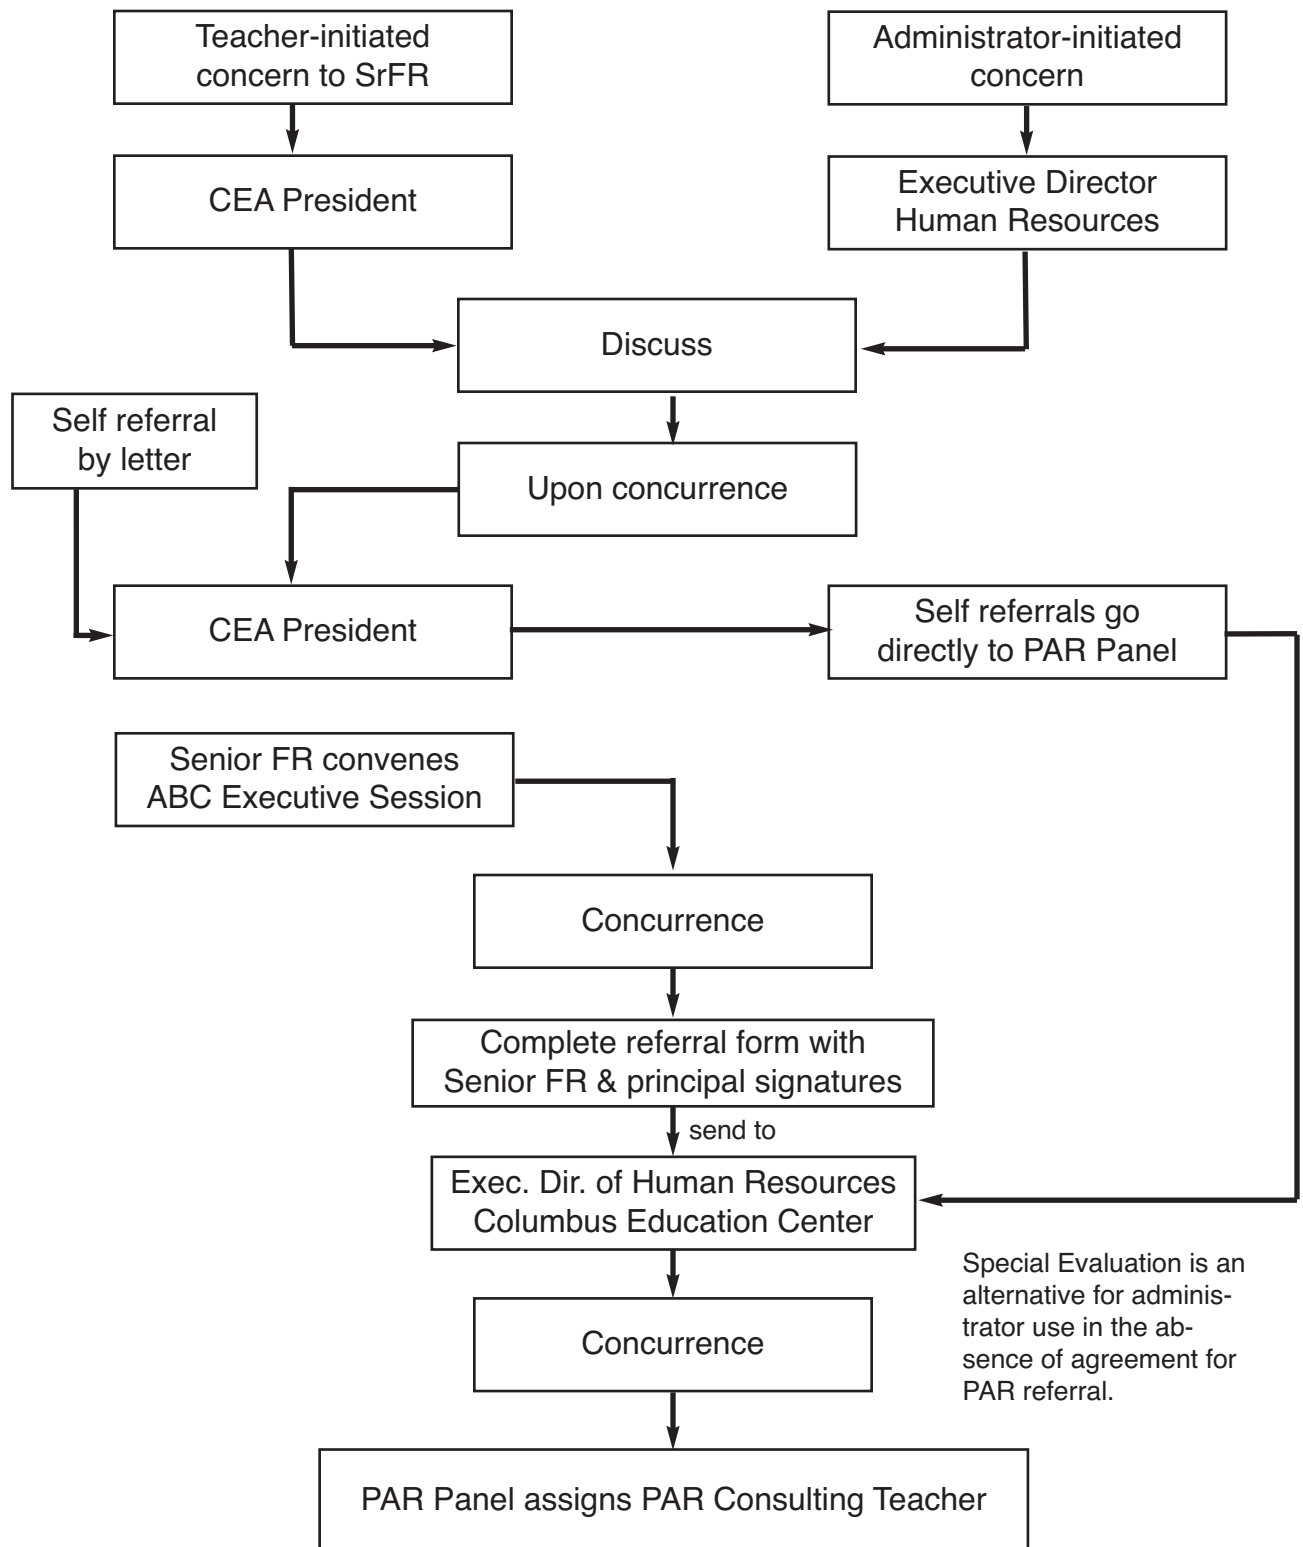 Teacher-initiated
concern to SrFR
Administrator-initiated
concern
CEA President
Executive Director
Human Resources
Discuss
Self referral
by letter
Upon concurrence
CEA President
Self referrals go
directly to PAR Panel
Senior FR convenes
ABC Executive Session
Concurrence
Complete referral form with
Senior FR & principal signatures
send to
Exec. Dir. of Human Resources
Columbus Education Center
Special Evaluation is an
alternative for adminis-
trator use in the ab-
sence of agreement for
PAR referral.
Concurrence
PAR Panel assigns PAR Consulting Teacher